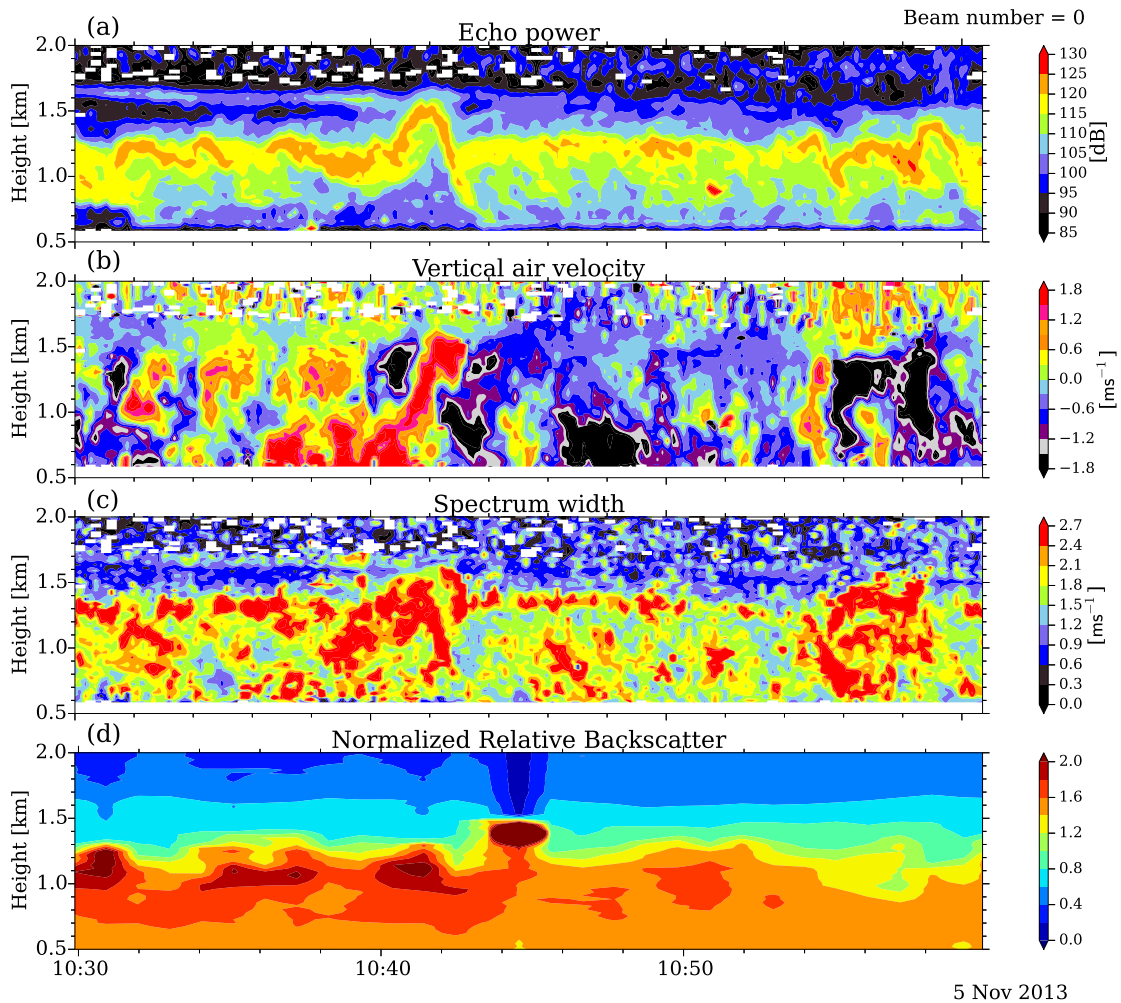 Beam number = 0
(a)
Echo power
2.0
1.5
1.0
0.5
Height [km]
130
125
120
115
110
105
100
95
90
85
[dB]
(b)
Vertical air velocity
2.0
1.5
1.0
0.5
Height [km]
1.8
1.2
0.6
0.0
−0.6
−1.2
−1.8
[ms⁻¹]
(c)
Spectrum width
2.0
1.5
1.0
0.5
Height [km]
2.7
2.4
2.1
1.8
1.5
1.2
0.9
0.6
0.3
0.0
[ms⁻¹]
(d)
Normalized Relative Backscatter
2.0
1.5
1.0
0.5
Height [km]
2.0
1.6
1.2
0.8
0.4
0.0
10:30 10:40 10:50
5 Nov 2013